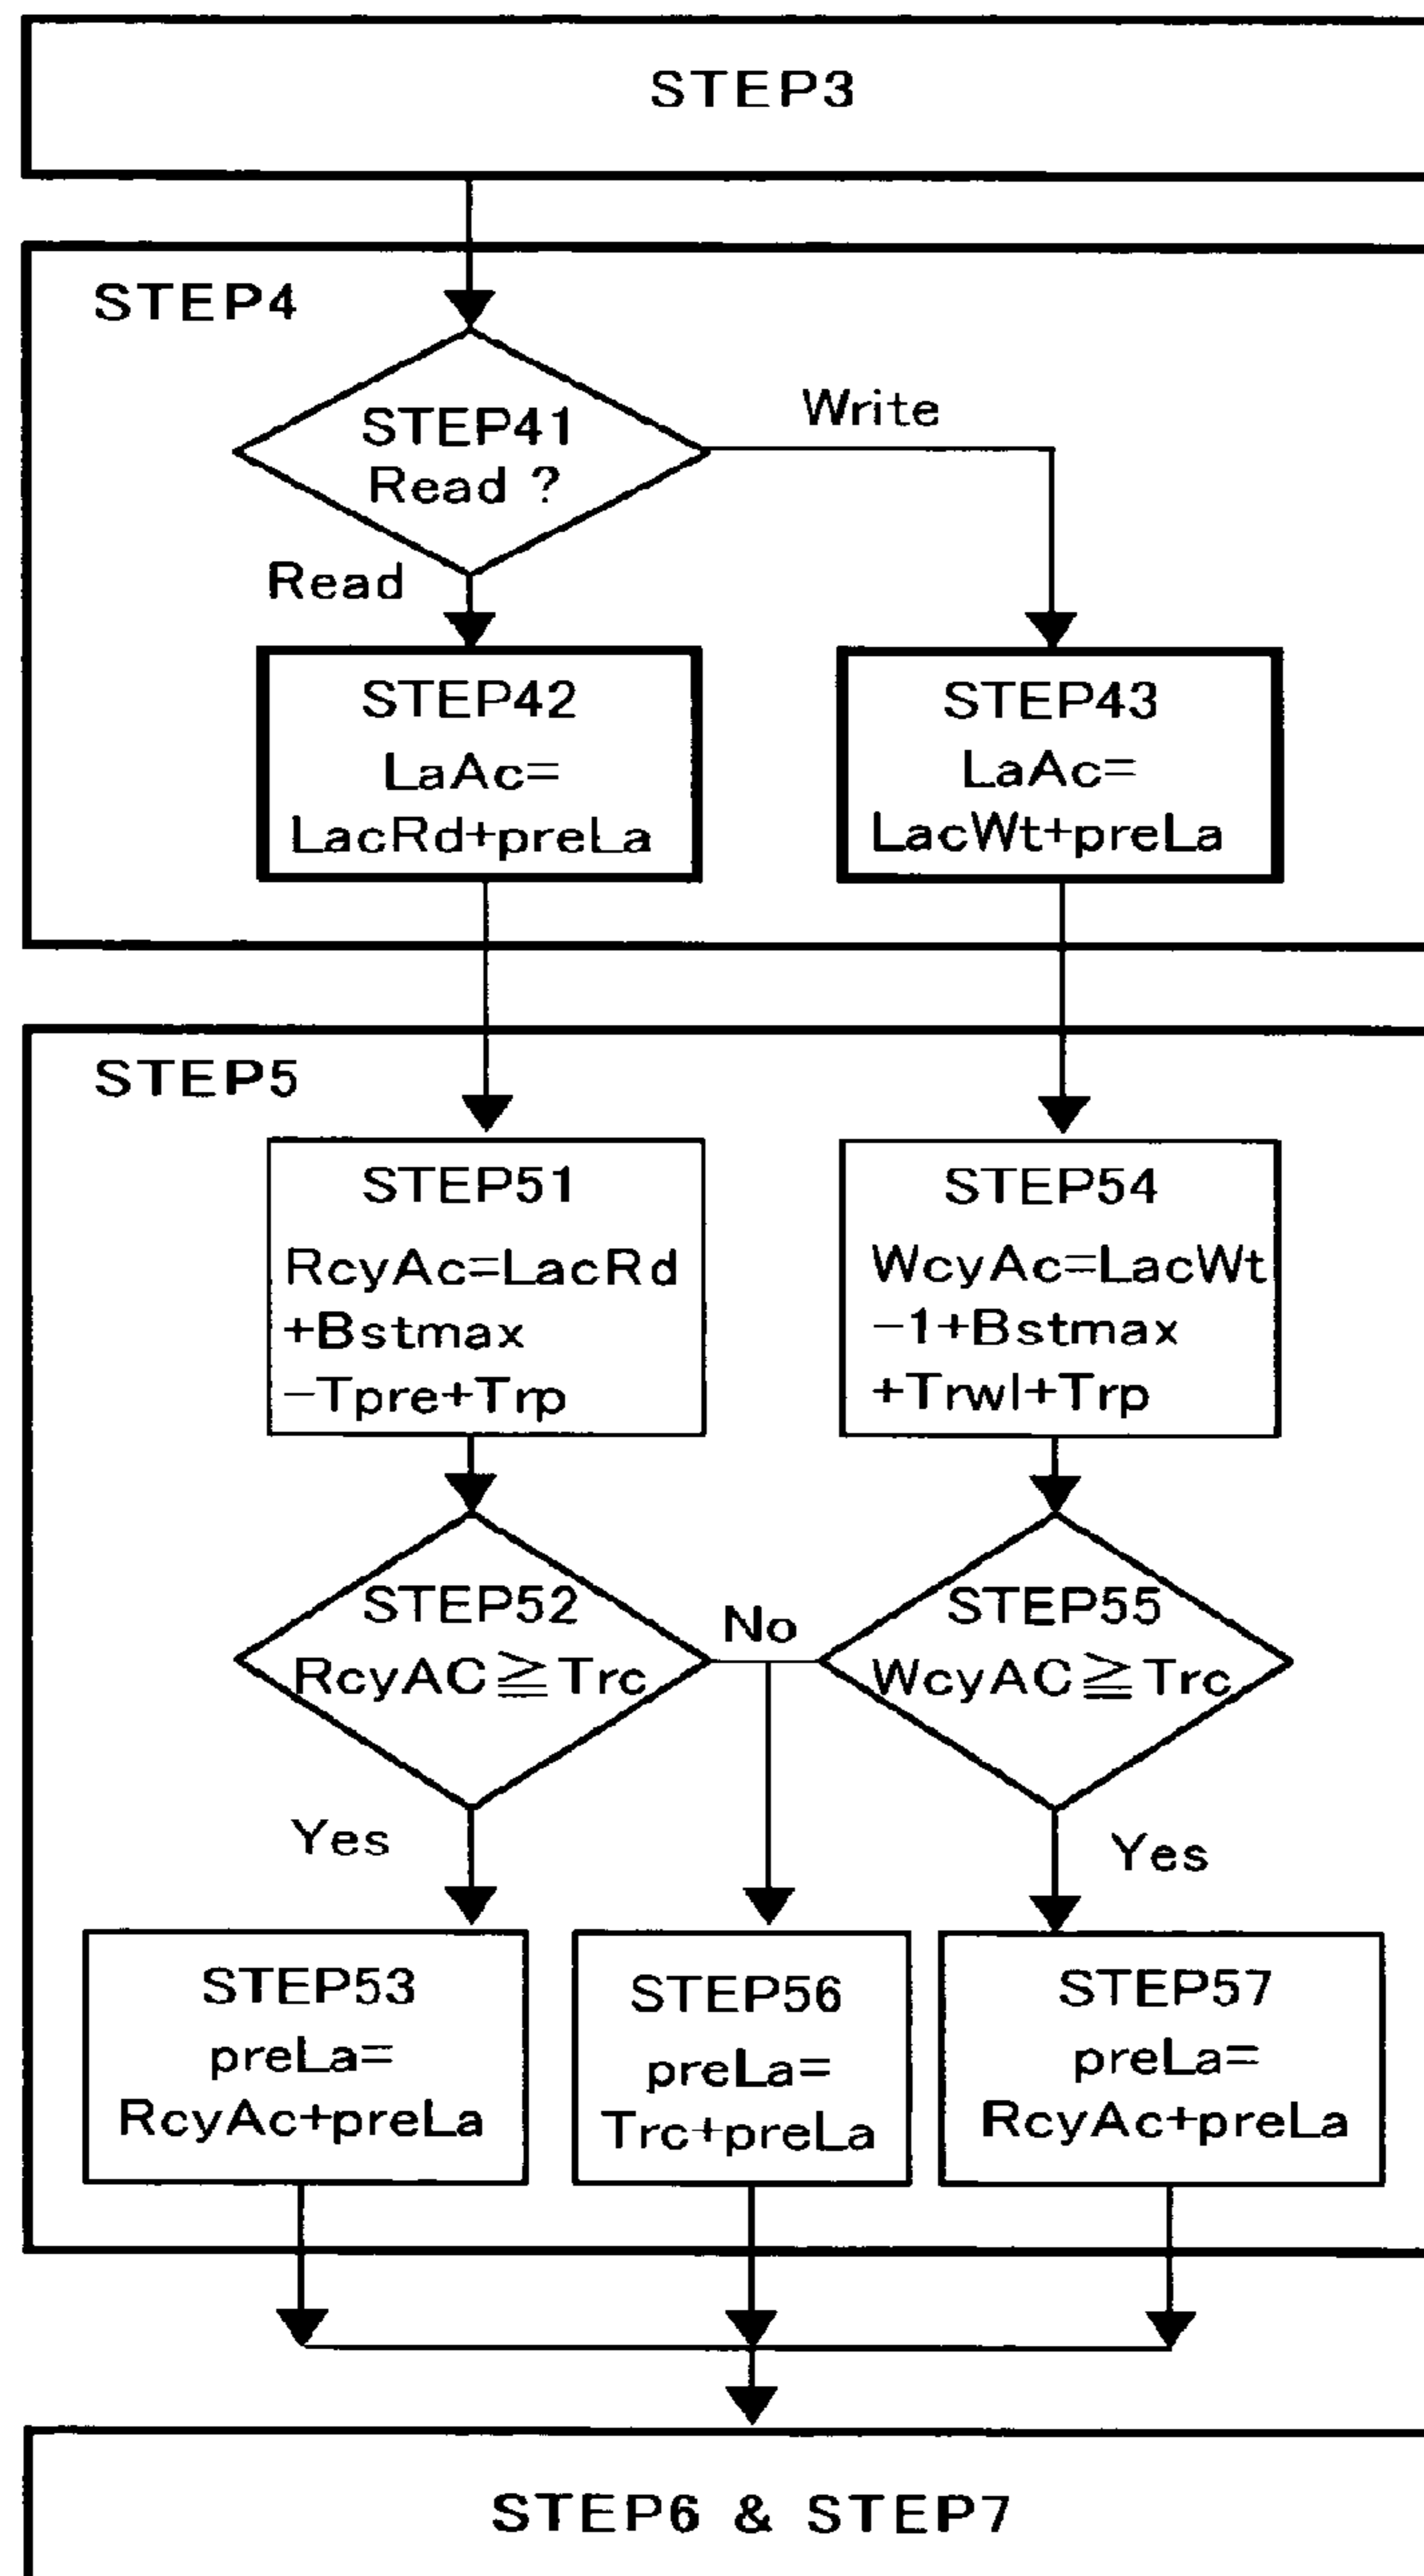 STEP3
STEP4
STEP41
Read ?
Write
Read
STEP42
LaAc=
LacRd+preLa
STEP43
LaAc=
LacWt+preLa
STEP5
STEP51
RcyAc=LacRd
+Bstmax
-Tpre+Trp
STEP54
WcyAc=LacWt
-1+Bstmax
+Trwl+Trp
STEP52
RcyAC≧Trc
No
STEP55
WcyAC≧Trc
Yes
Yes
STEP53
preLa=
RcyAc+preLa
STEP56
preLa=
Trc+preLa
STEP57
preLa=
RcyAc+preLa
STEP6 & STEP7